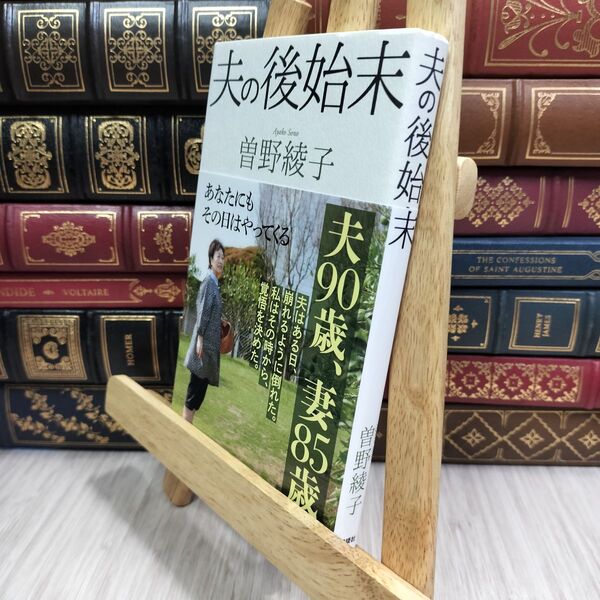 夫の後始末
Ayako Sono
曽野綾子
あなたにも
その日はやってくる
夫90歳、妻85歳
夫はある日、
崩れるように倒れた。
私はその時から、
覚悟を決めた。
夫の後始末
曽野綾子
THE CONFESSIONS
OF SAINT AUGUSTINE
CANDIDE • VOLTAIRE
HOMER
HENRY
JAMES